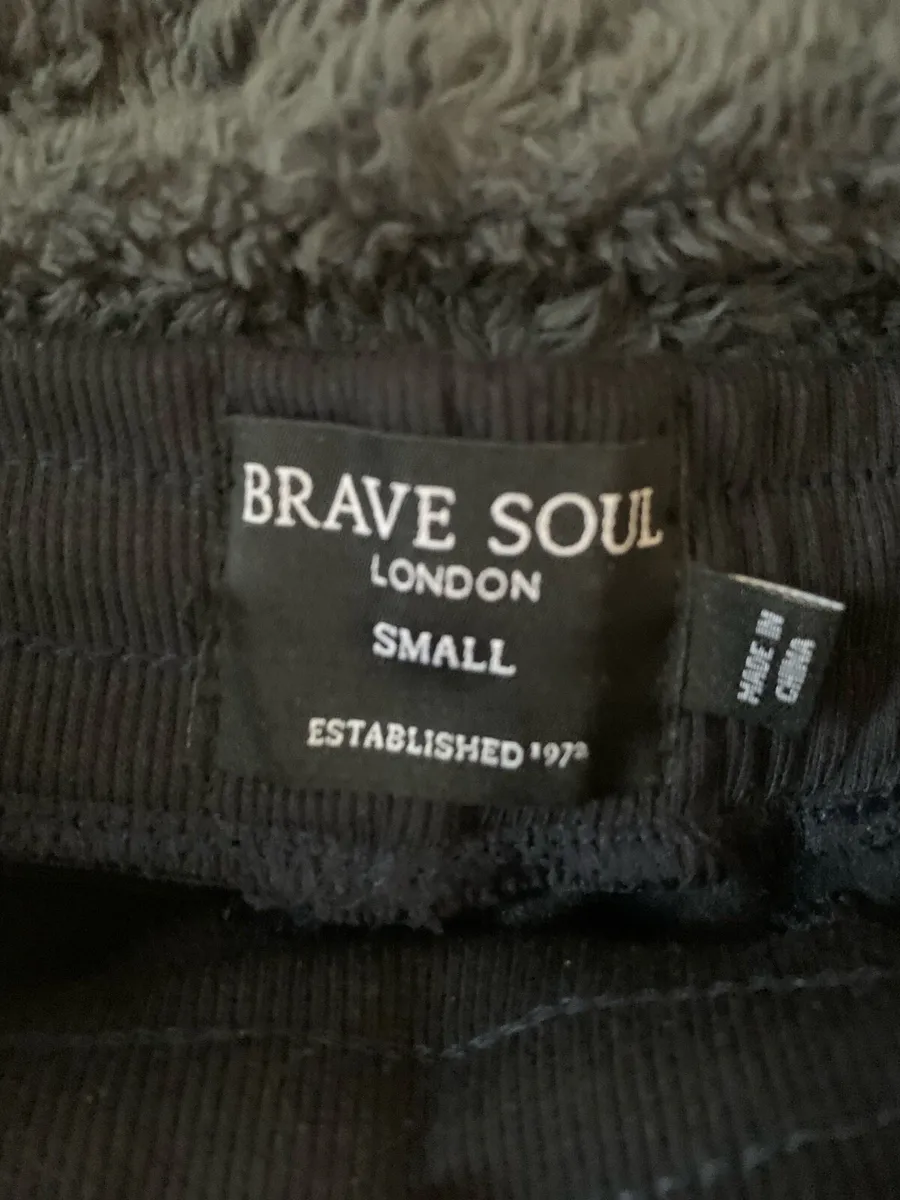 BRAVE SOUL
LONDON
SMALL
ESTABLISHED 1972
MADE IN
CHINA